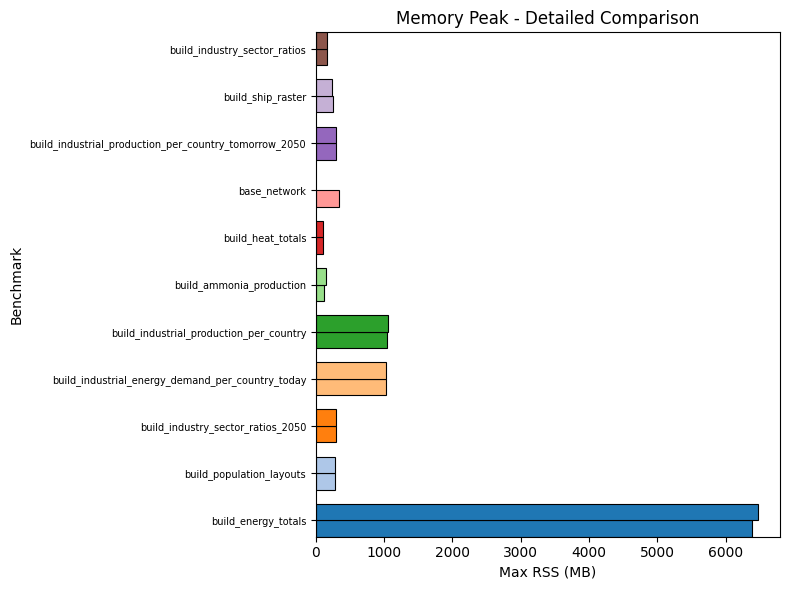 Memory Peak - Detailed Comparison
build_industry_sector_ratios
build_ship_raster
build_industrial_production_per_country_tomorrow_2050
base_network
build_heat_totals
build_ammonia_production
build_industrial_production_per_country
build_industrial_energy_demand_per_country_today
build_industry_sector_ratios_2050
build_population_layouts
build_energy_totals
Benchmark
0 1000 2000 3000 4000 5000 6000
Max RSS (MB)